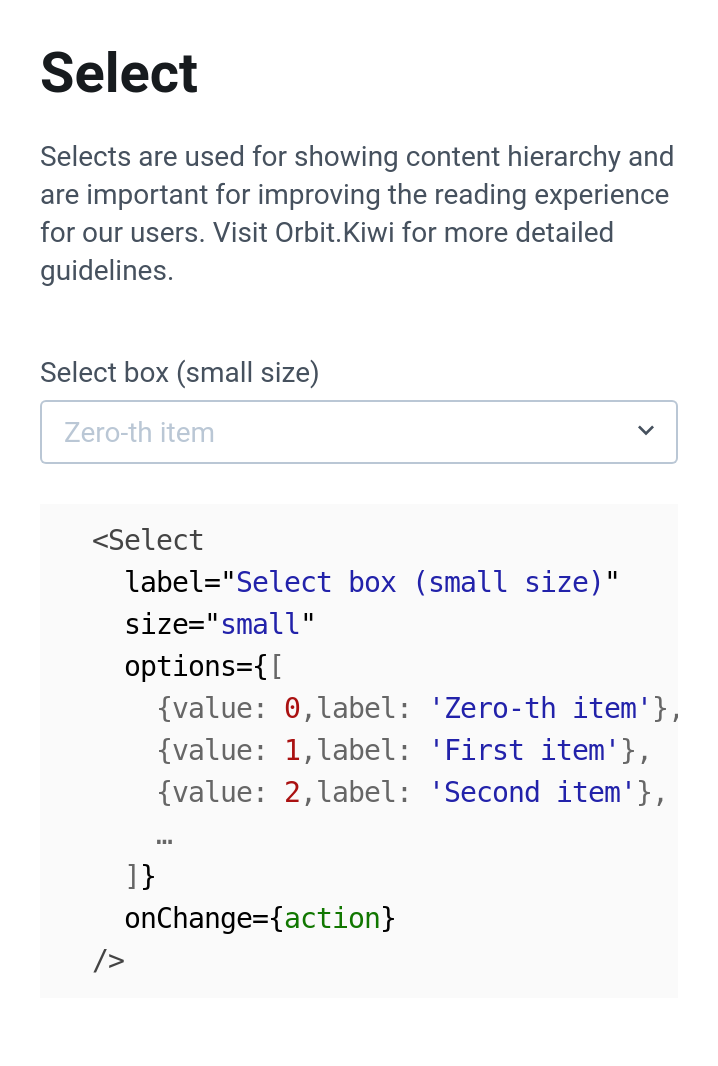 Select
Selects are used for showing content hierarchy and
are important for improving the reading experience
for our users. Visit Orbit.Kiwi for more detailed
guidelines.
Select box (small size)
Zero-th item
<Select
  label="Select box (small size)"
  size="small"
  options={[
    {value: 0,label: 'Zero-th item'},
    {value: 1,label: 'First item'},
    {value: 2,label: 'Second item'},
    …
  ]}
  onChange={action}
/>